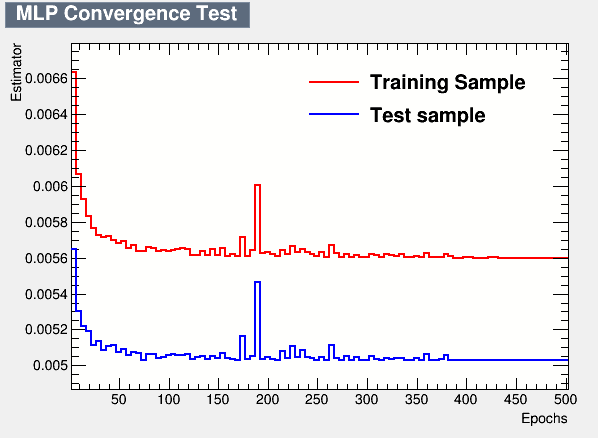 MLP Convergence Test
Estimator
0.0066
0.0064
0.0062
0.006
0.0058
0.0056
0.0054
0.0052
0.005
Training Sample
Test sample
50 100 150 200 250 300 350 400 450 500
Epochs